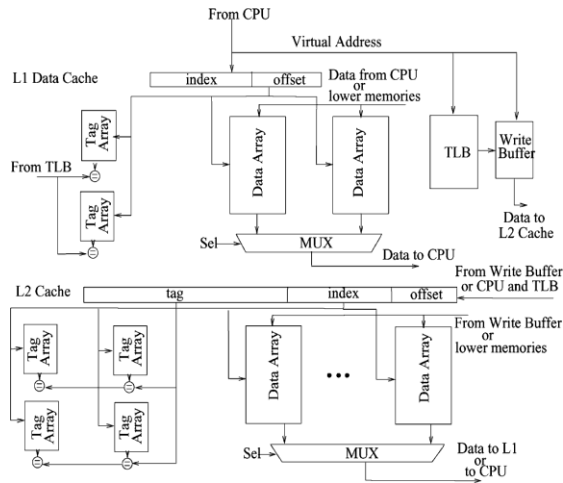 From CPU
Virtual Address
L1 Data Cache
index
offset
Data from CPU
or
lower memories
Tag
Array
From TLB
=
Tag
Array
=
Data Array
Data Array
TLB
Write
Buffer
Data to
L2 Cache
Sel
MUX
Data to CPU
L2 Cache
tag
index
offset
From Write Buffer
or CPU and TLB
From Write Buffer
or
lower memories
Tag
Array
Tag
Array
=
=
Tag
Array
Tag
Array
=
=
Data Array
...
Data Array
Sel
MUX
Data to L1
or
to CPU